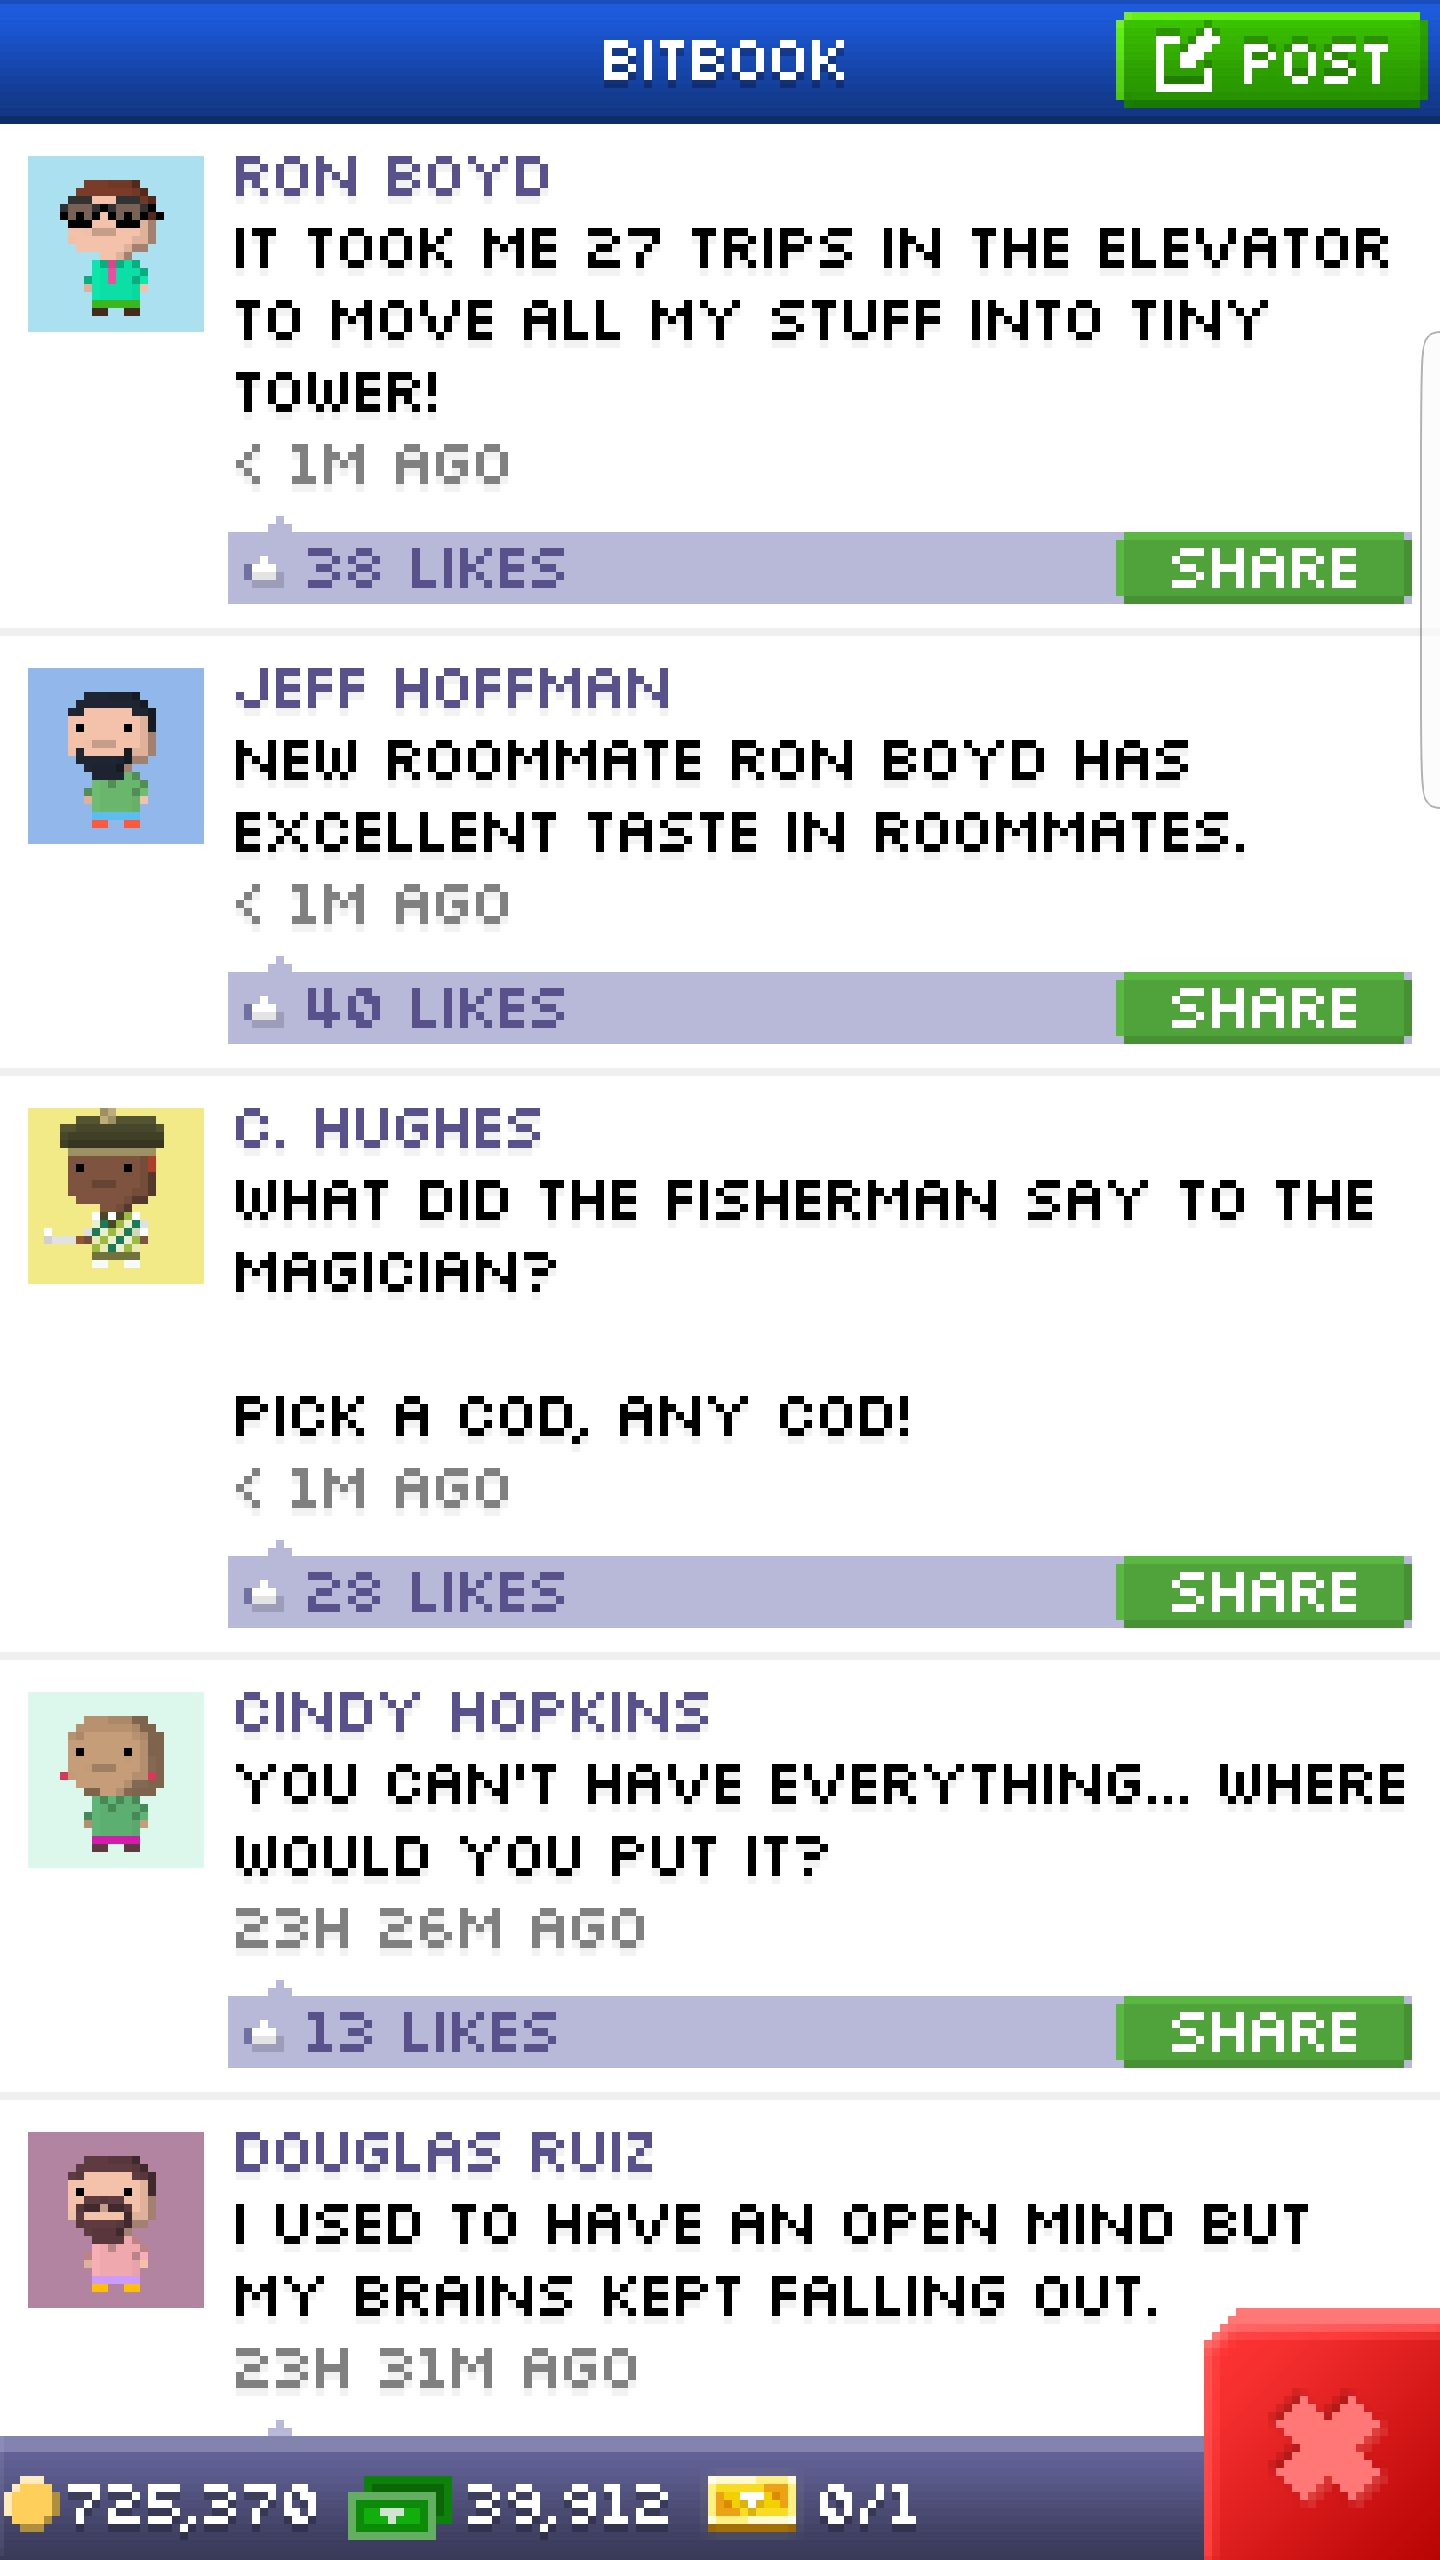 BITBOOK
POST
RON BOYD
IT TOOK ME 27 TRIPS IN THE ELEVATOR
TO MOVE ALL MY STUFF INTO TINY
TOWER!
< 1M AGO
38 LIKES
SHARE
JEFF HOFFMAN
NEW ROOMMATE RON BOYD HAS
EXCELLENT TASTE IN ROOMMATES.
< 1M AGO
40 LIKES
SHARE
C. HUGHES
WHAT DID THE FISHERMAN SAY TO THE
MAGICIAN?
PICK A COD, ANY COD!
< 1M AGO
28 LIKES
SHARE
CINDY HOPKINS
YOU CAN'T HAVE EVERYTHING... WHERE
WOULD YOU PUT IT?
23H 26M AGO
13 LIKES
SHARE
DOUGLAS RUIZ
I USED TO HAVE AN OPEN MIND BUT
MY BRAINS KEPT FALLING OUT.
23H 31M AGO
725,370 39,912 0/1